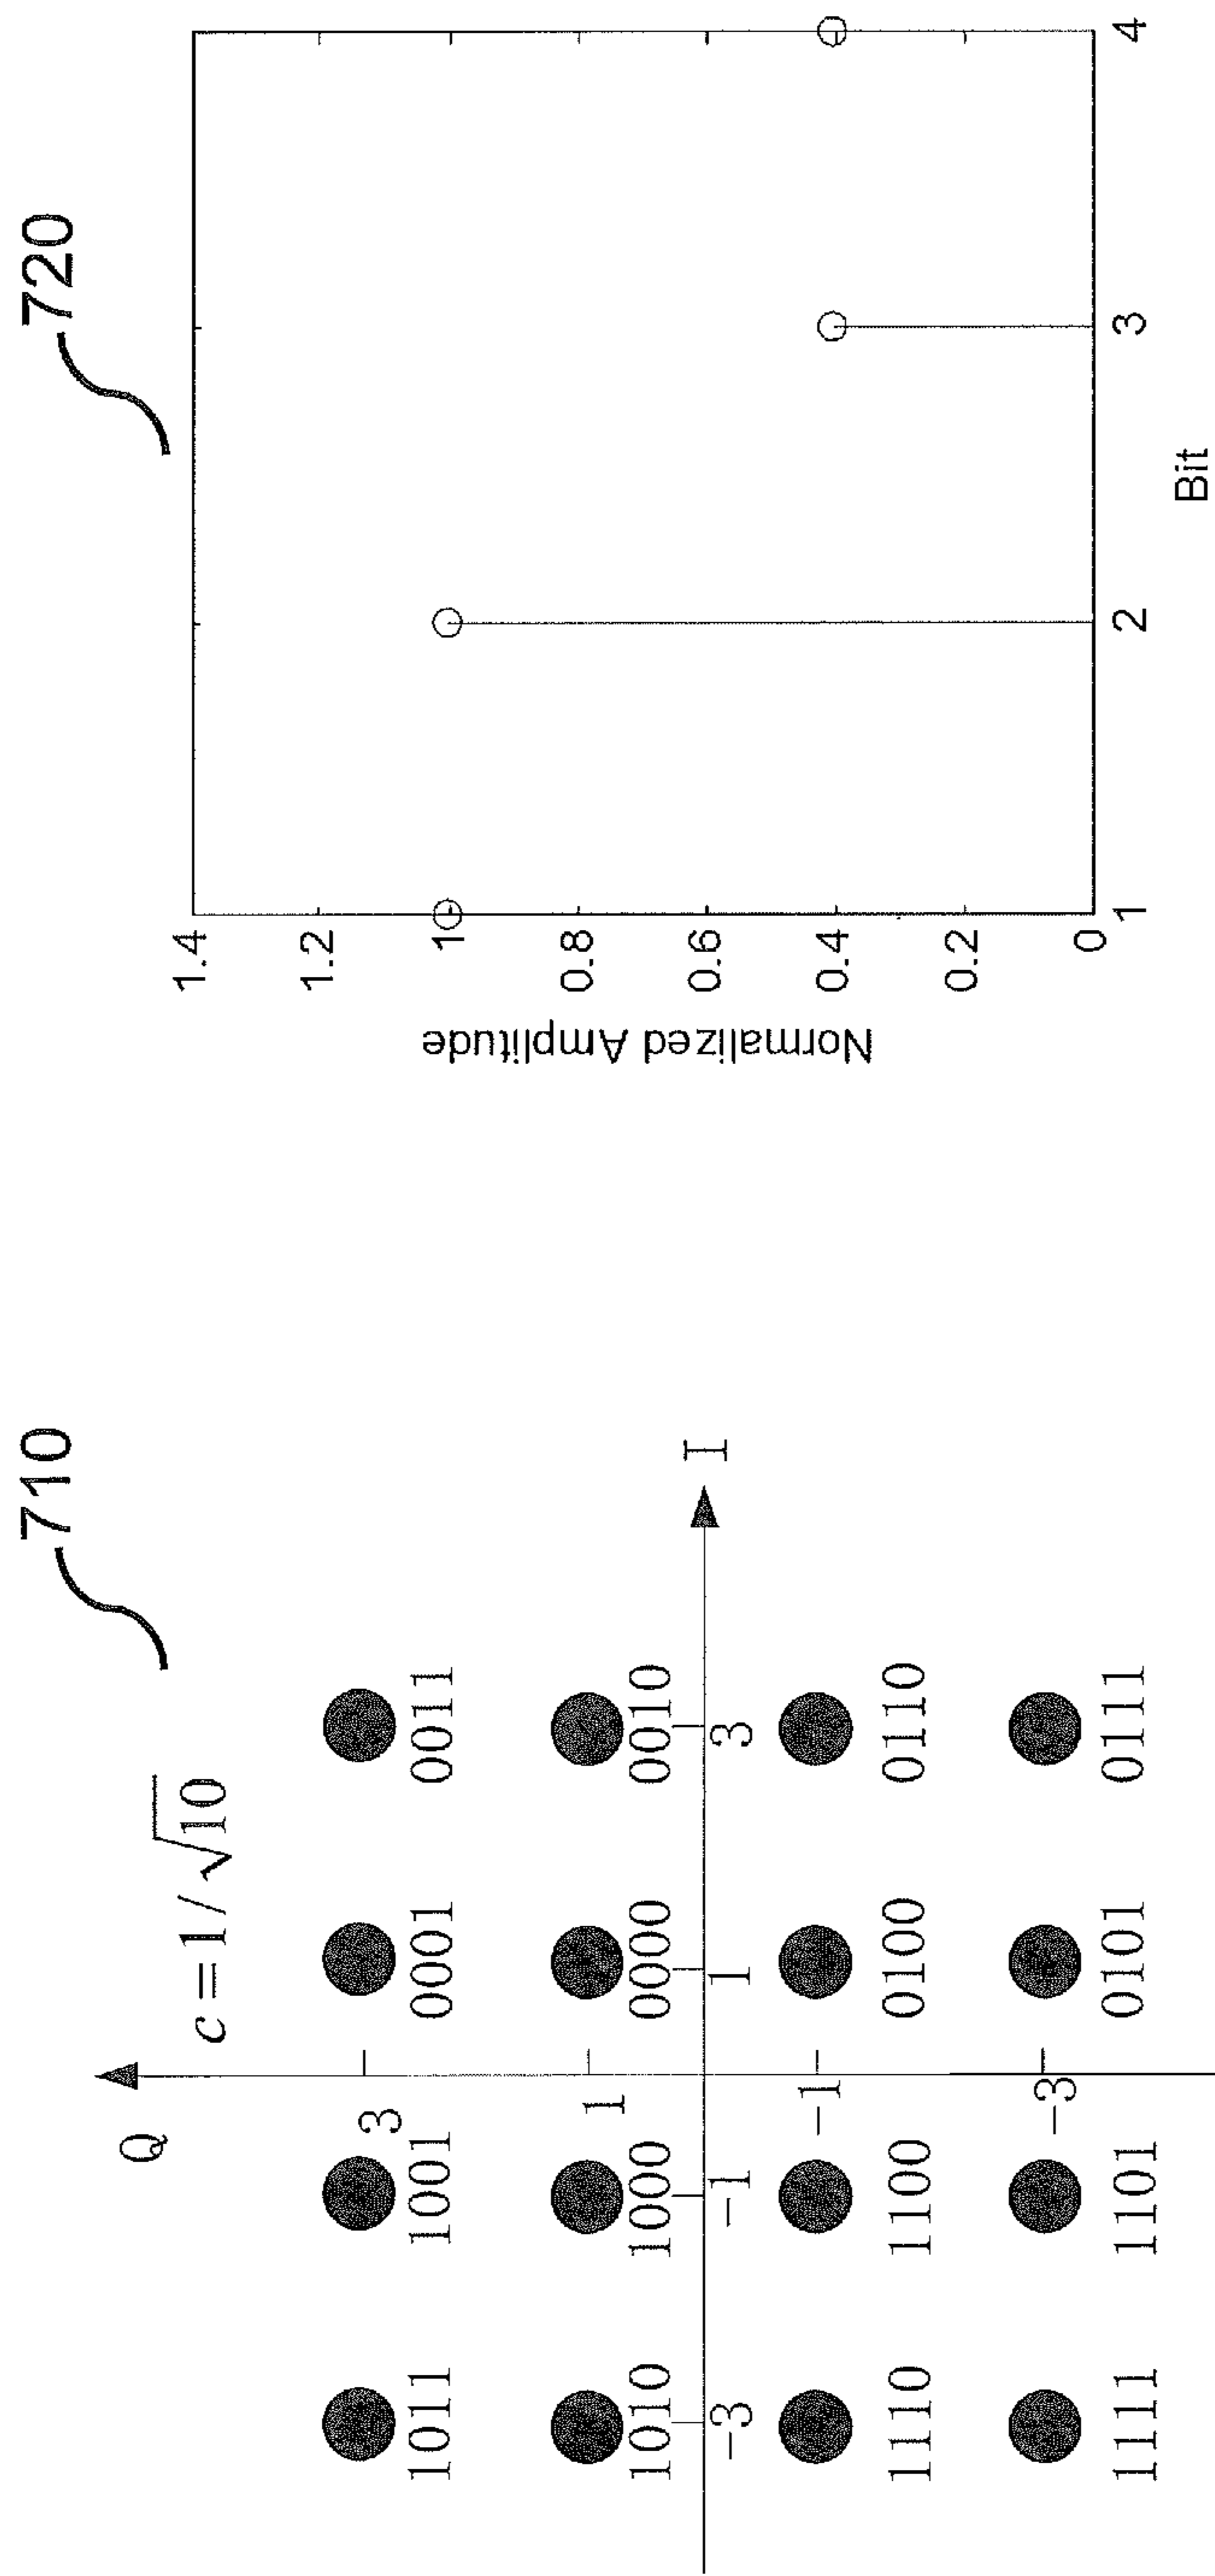 710
Q
c = 1 / √10
1011 1001 0001 0011
3
1010 1000 0000 0010
1
-3 -1 1 3
I
1110 1100 0100 0110
-1
1111 1101 0101 0111
-3
720
Normalized Amplitude
1.4
1.2
1
0.8
0.6
0.4
0.2
0
1 2 3 4
Bit